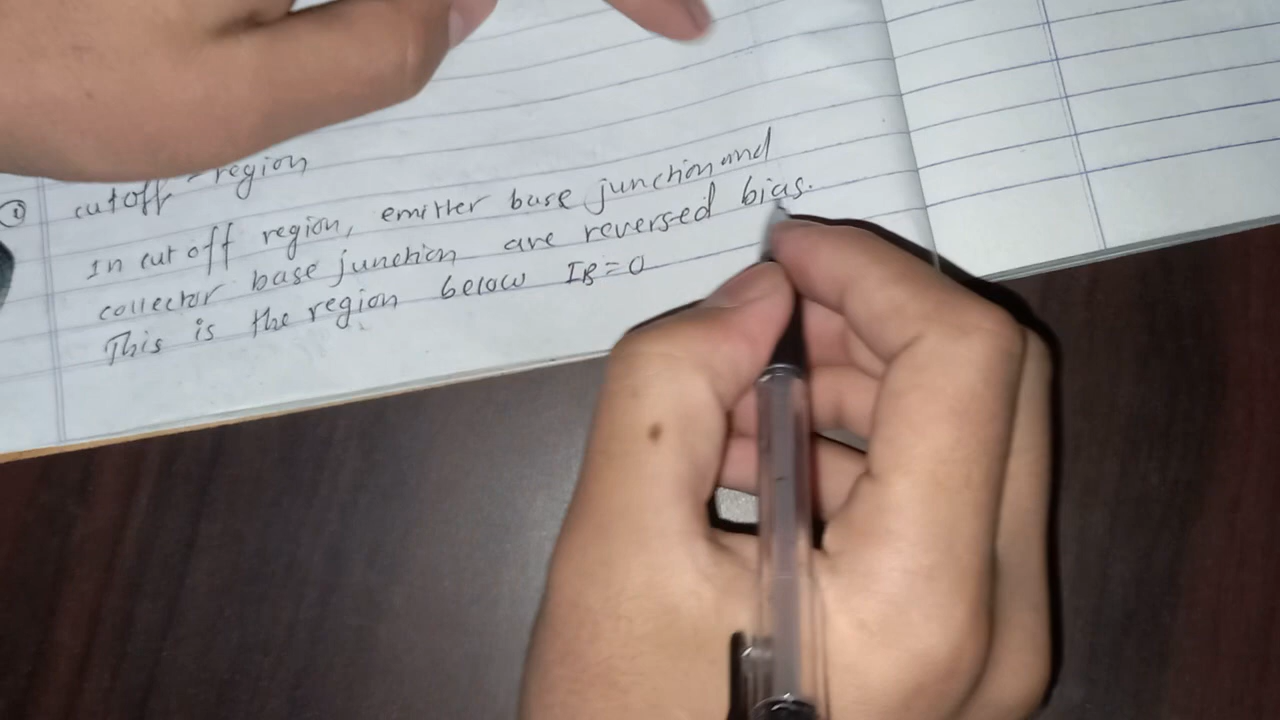 ① cutoff - region
In cut off region, emitter base junction and
collector base junction are reversed bias.
This is the region below IB = 0